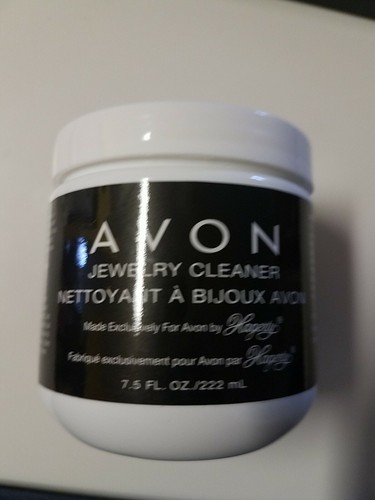 AVON
JEWELRY CLEANER
NETTOYANT À BIJOUX AVON
Made Exclusively For Avon by Hagerty®
Fabriqué exclusivement pour Avon par Hagerty®
7.5 FL. OZ./222 mL